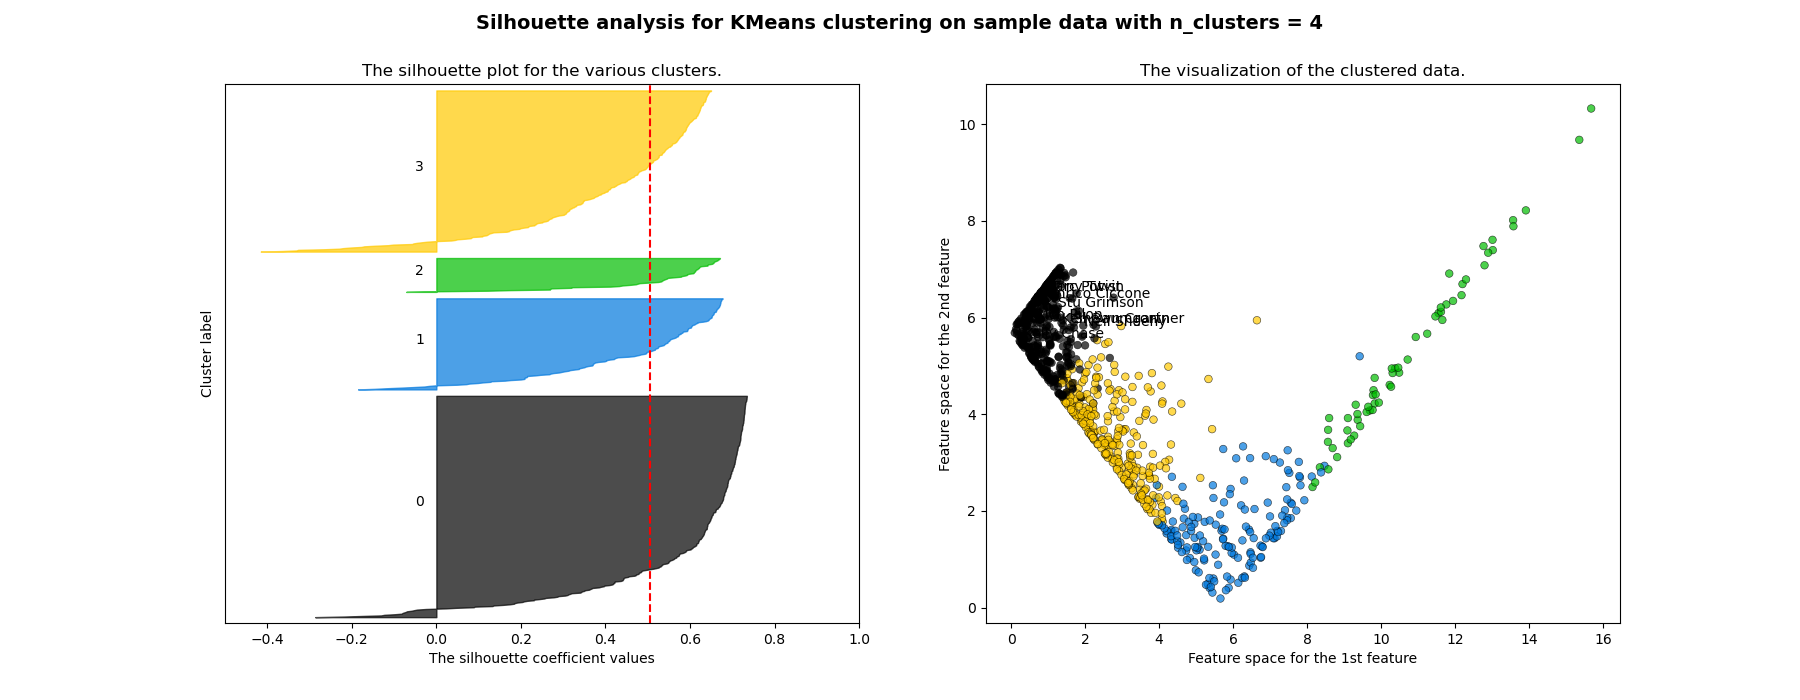 Silhouette analysis for KMeans clustering on sample data with n_clusters = 4
The silhouette plot for the various clusters.
3
2
1
0
Cluster label
−0.4
−0.2
0.0
0.2
0.4
0.6
0.8
1.0
The silhouette coefficient values
The visualization of the clustered data.
10
8
6
4
2
0
Feature space for the 2nd feature
Twist
Ciccone
Stu Grimson
0
2
4
6
8
10
12
14
16
Feature space for the 1st feature